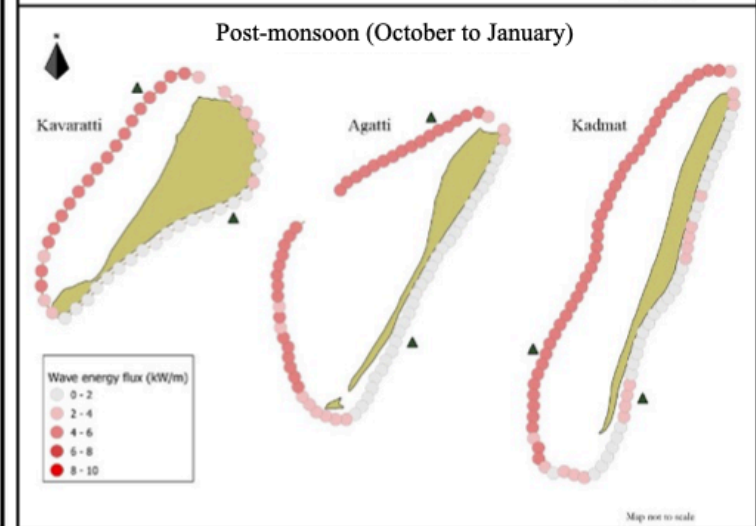 Post-monsoon (October to January)
N
Kavaratti
Agatti
Kadmat
Wave energy flux (kW/m)
0 - 2
2 - 4
4 - 6
6 - 8
8 - 10
Map not to scale